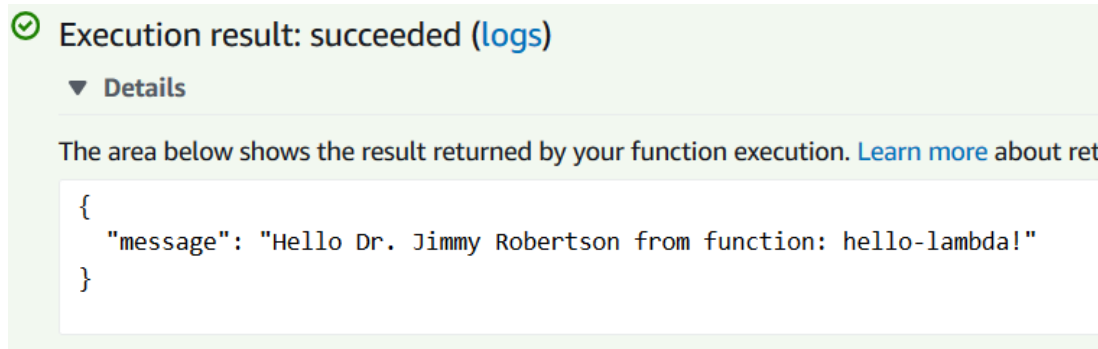 Execution result: succeeded (logs)
Details
The area below shows the result returned by your function execution. Learn more about ret
{
"message": "Hello Dr. Jimmy Robertson from function: hello-lambda!"
}